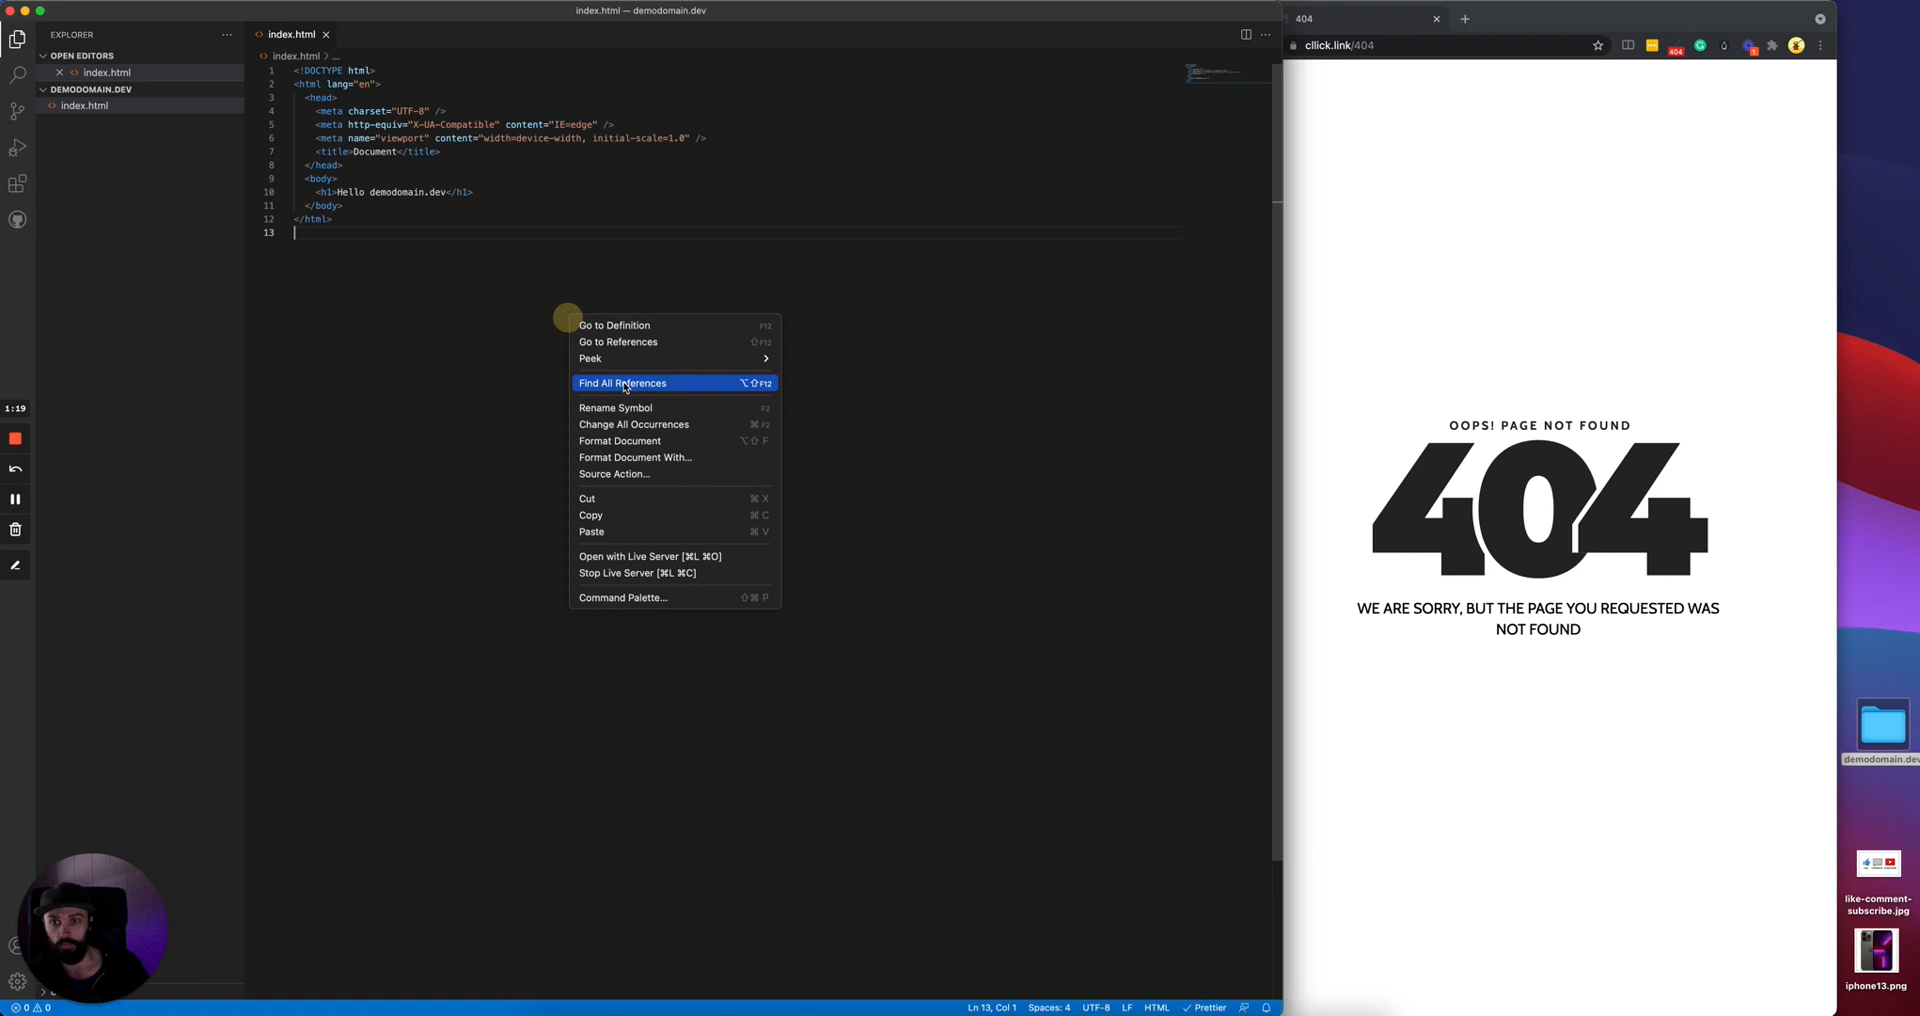 index.html — demodomain.dev
EXPLORER
OPEN EDITORS
index.html
DEMODOMAIN.DEV
index.html
index.html
index.html > ...
1 <!DOCTYPE html>
2 <html lang="en">
3 <head>
4 <meta charset="UTF-8" />
5 <meta http-equiv="X-UA-Compatible" content="IE=edge" />
6 <meta name="viewport" content="width=device-width, initial-scale=1.0" />
7 <title>Document</title>
8 </head>
9 <body>
10 <h1>Hello demodomain.dev</h1>
11 </body>
12 </html>
13
Go to Definition F12
Go to References ⇧F12
Peek
Find All References ⌥⇧F12
Rename Symbol F2
Change All Occurrences ⌘F2
Format Document ⌥⇧F
Format Document With...
Source Action...
Cut ⌘X
Copy ⌘C
Paste ⌘V
Open with Live Server [⌘L ⌘O]
Stop Live Server [⌘L ⌘C]
Command Palette... ⇧⌘P
1:19
0 0
Ln 13, Col 1 Spaces: 4 UTF-8 LF HTML Prettier
404
cllick.link/404
404
1
OOPS! PAGE NOT FOUND
404
WE ARE SORRY, BUT THE PAGE YOU REQUESTED WAS
NOT FOUND
demodomain.dev
like-comment-
subscribe.jpg
iphone13.png